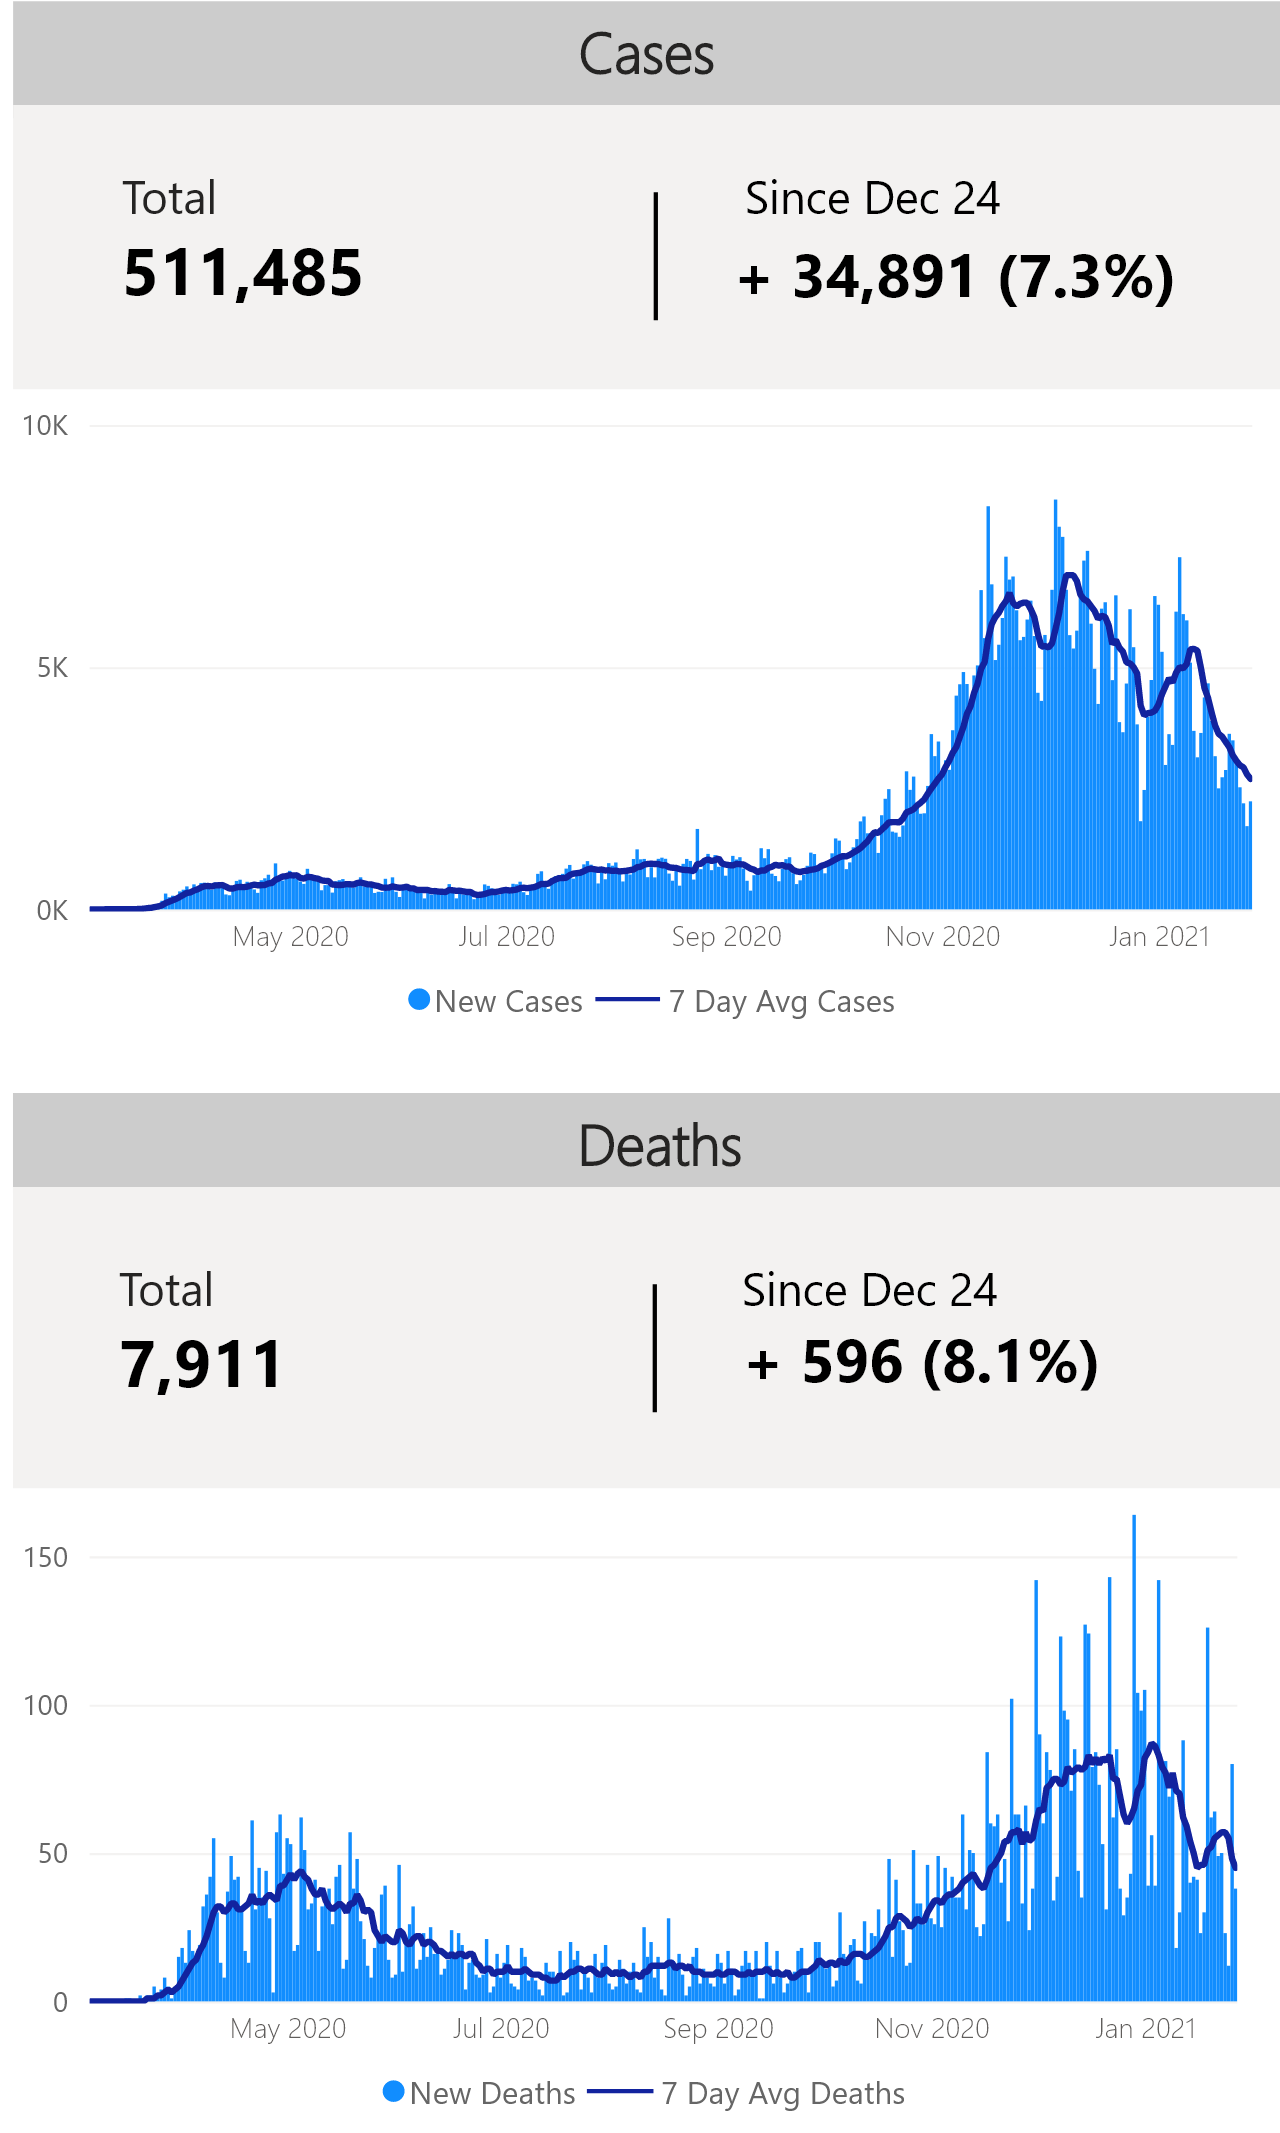 Cases
Total
Since Dec 24
511,485
+ 34,891 (7.3%)
10K
5K
0K
May 2020
Jul 2020
Sep 2020
Nov 2020
Jan 2021
New Cases
7 Day Avg Cases
Deaths
Total
Since Dec 24
7,911
+ 596 (8.1%)
150
100
50
0
May 2020
Jul 2020
Sep 2020
Nov 2020
Jan 2021
New Deaths
7 Day Avg Deaths